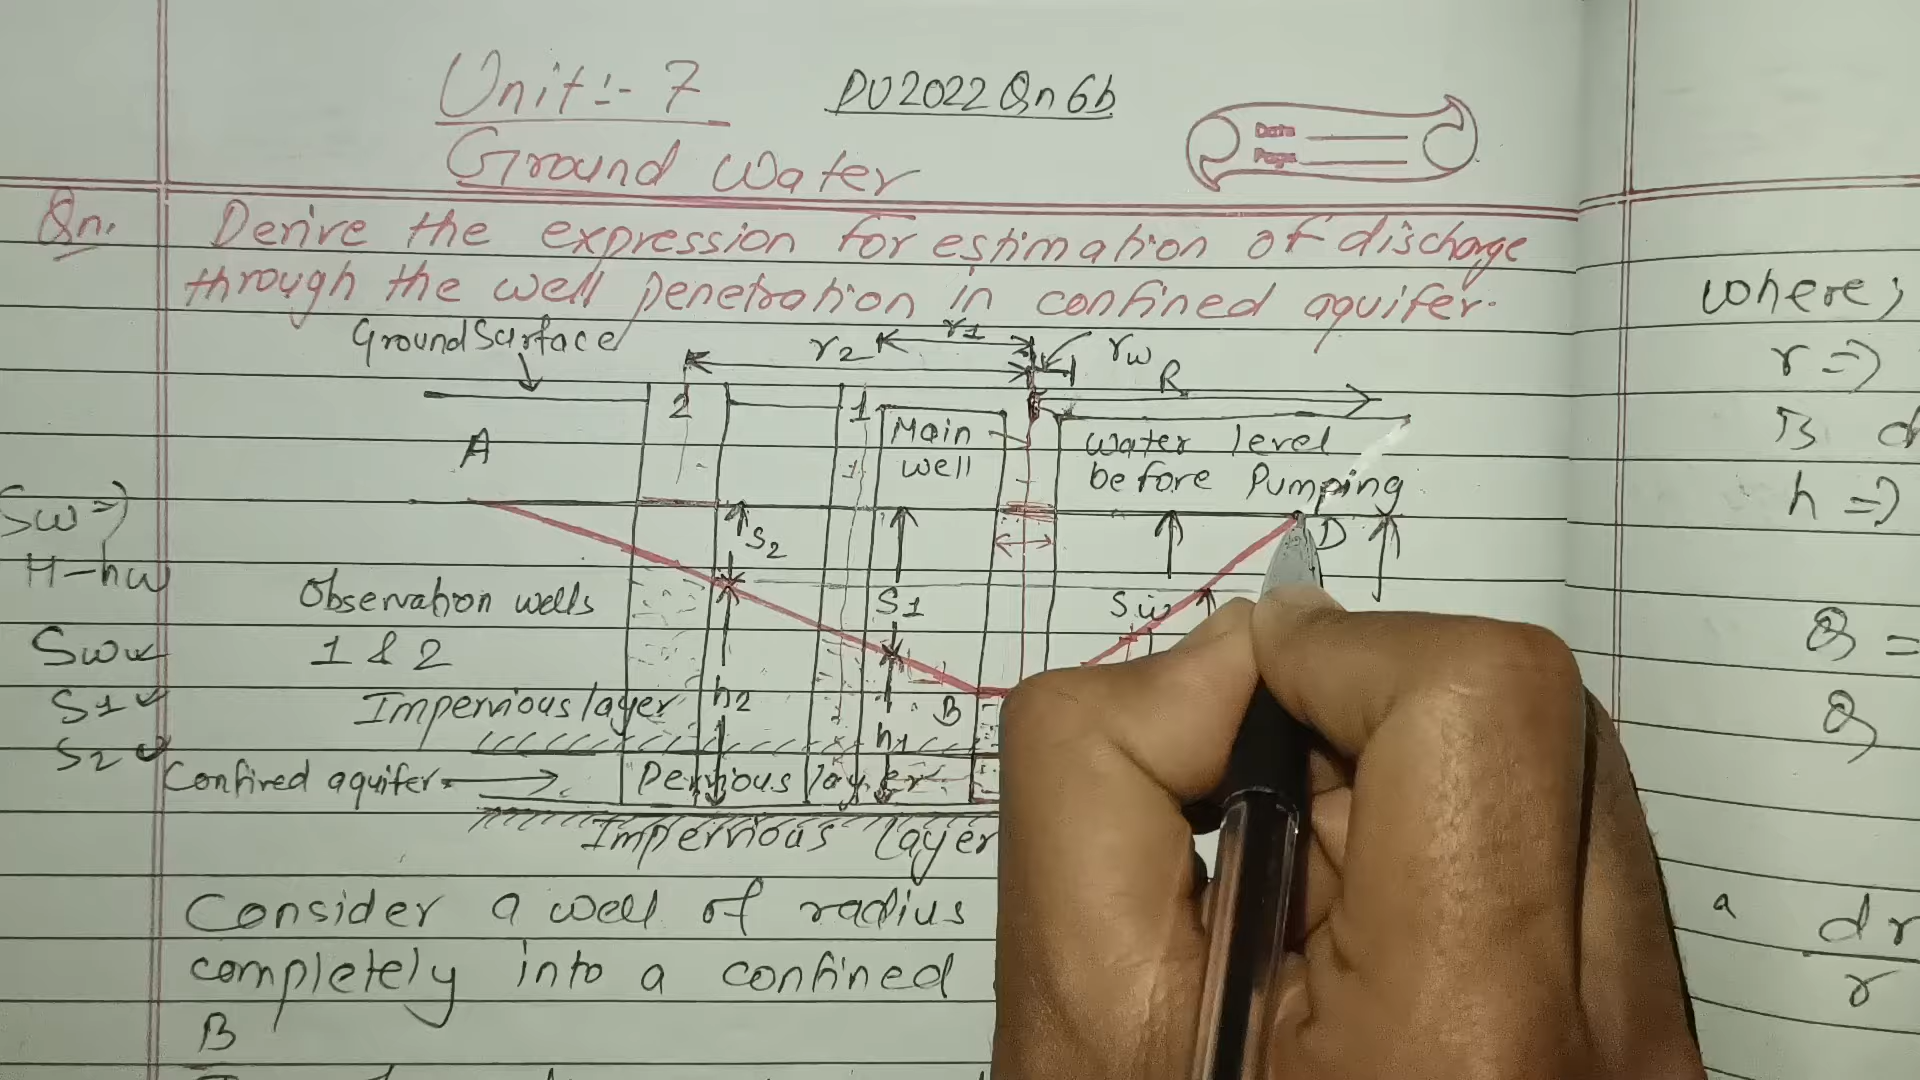 Unit:- 7
PU2022 Qn 6b
Ground Water
Date
Page
Qn. Derive the expression for estimation of discharge
through the well penetration in confined aquifer.
Ground Surface
r2
r1
rw
R
2
1
A
Main
well
1
Water level
before Pumping
Sw=>
H-hw
S2
D
Observation wells
1 & 2
S1
Sw
Sw
S1
S2
Impervious layer
h2
B
h1
Confined aquifer
Pervious layer
Impervious layer
Consider a well of radius
completely into a confined
B
where;
r =>
is d
h =>
Q =
Q
dr
r